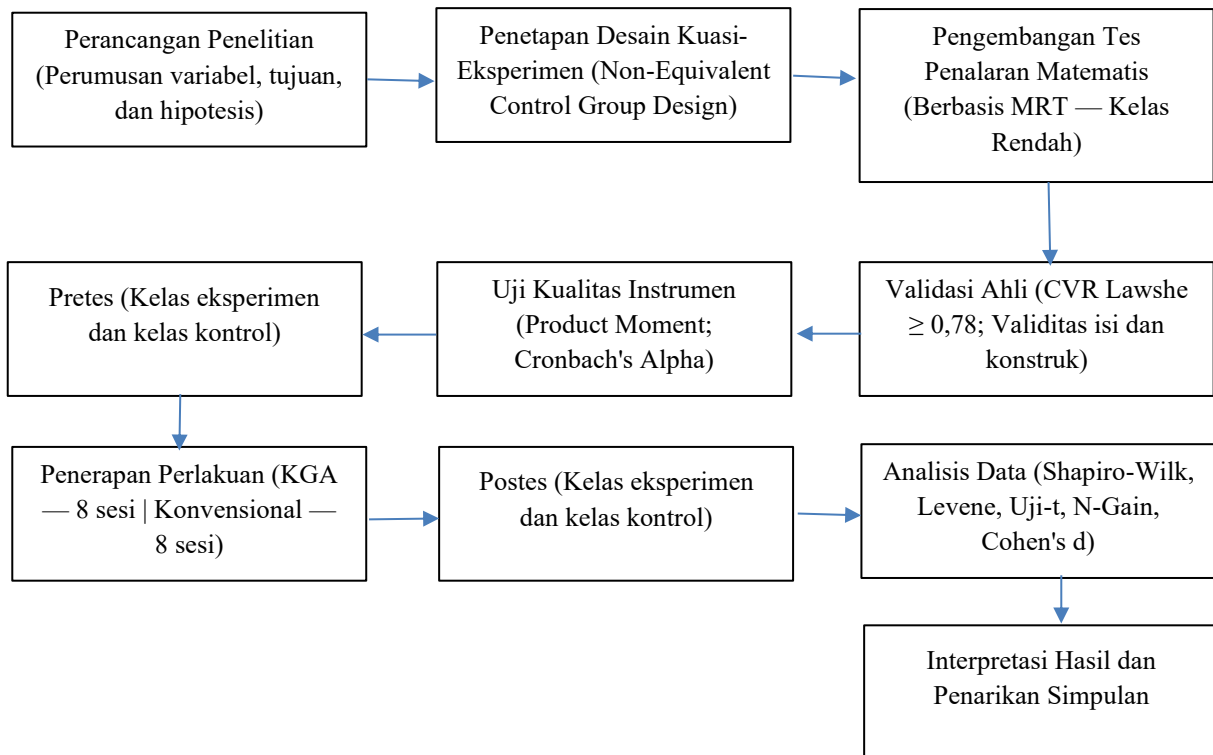 Perancangan Penelitian
(Perumusan variabel, tujuan,
dan hipotesis)
Penetapan Desain Kuasi-
Eksperimen (Non-Equivalent
Control Group Design)
Pengembangan Tes
Penalaran Matematis
(Berbasis MRT — Kelas
Rendah)
Validasi Ahli (CVR Lawshe
≥ 0,78; Validitas isi dan
konstruk)
Uji Kualitas Instrumen
(Product Moment;
Cronbach's Alpha)
Pretes (Kelas eksperimen
dan kelas kontrol)
Penerapan Perlakuan (KGA
— 8 sesi | Konvensional —
8 sesi)
Postes (Kelas eksperimen
dan kelas kontrol)
Analisis Data (Shapiro-Wilk,
Levene, Uji-t, N-Gain,
Cohen's d)
Interpretasi Hasil dan
Penarikan Simpulan